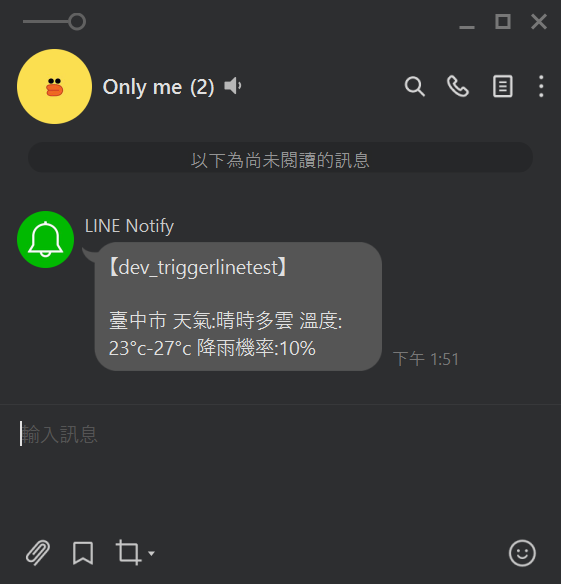 Only me (2)
以下為尚未閱讀的訊息
LINE Notify
【dev_triggerlinetest】
臺中市 天氣:晴時多雲 溫度:
23°c-27°c 降雨機率:10%
下午 1:51
輸入訊息